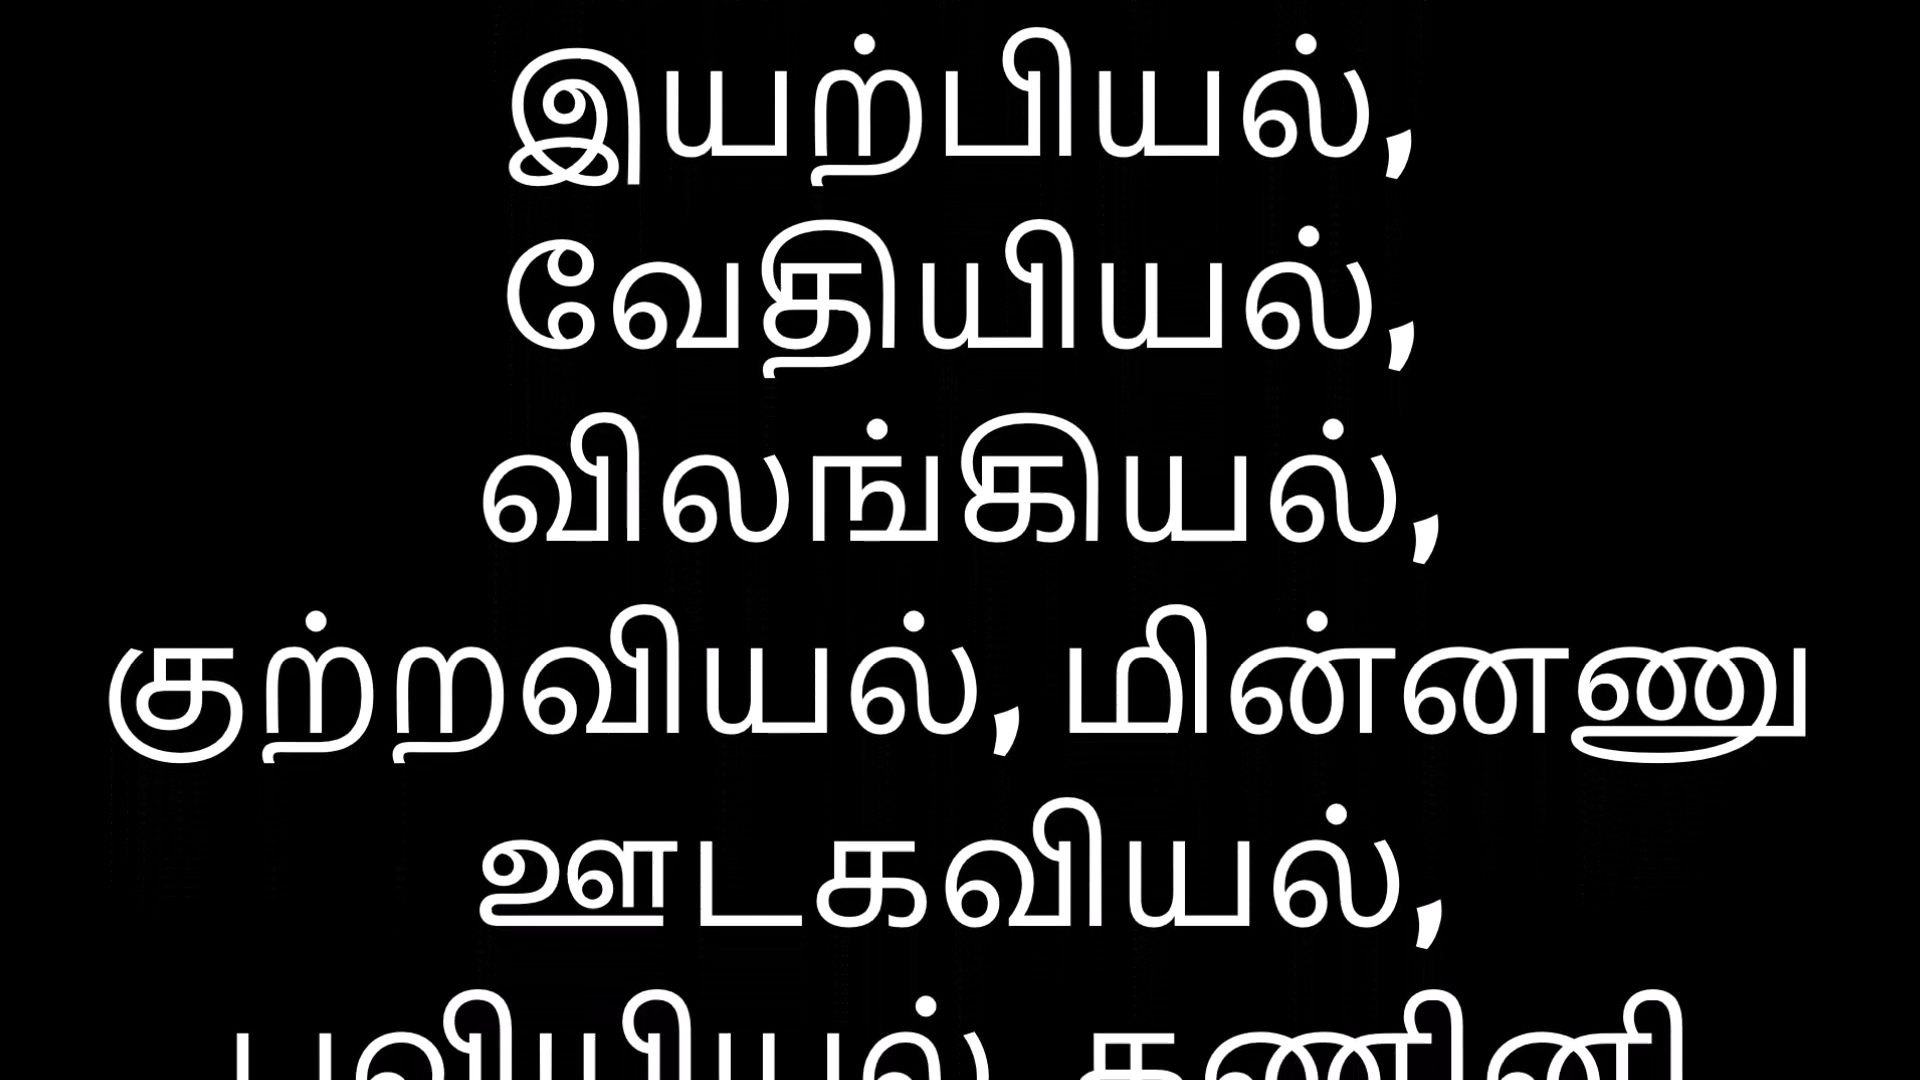 இயற்பியல்,
வேதியியல்,
விலங்கியல்,
குற்றவியல், மின்னணு
ஊடகவியல்,